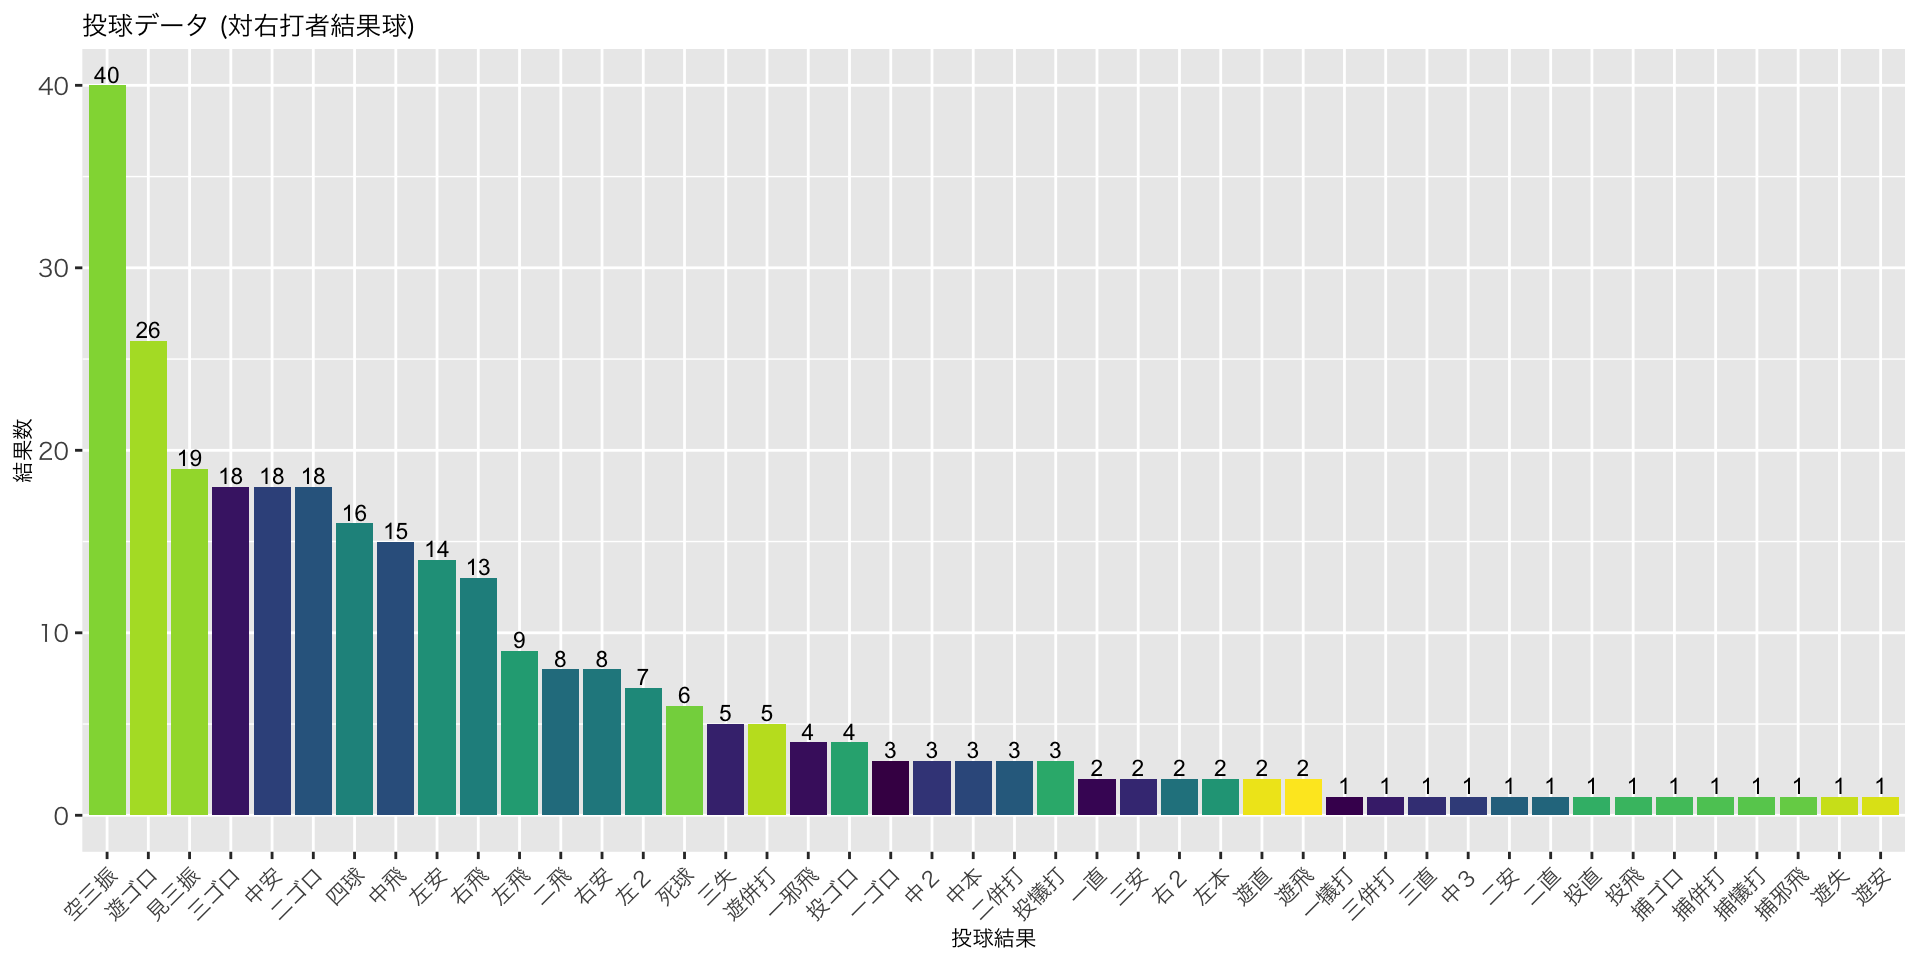 投球データ (対右打者結果球)
結果数
40
30
20
10
0
40
26
19
18
18
18
16
15
14
13
9
8
8
7
6
5
5
4
4
3
3
3
3
3
2
2
2
2
2
2
1
1
1
1
1
1
1
1
1
1
1
1
1
1
空三振
遊ゴロ
見三振
三ゴロ
中安
二ゴロ
四球
中飛
左安
右飛
左飛
二飛
右安
左２
死球
三失
遊併打
一邪飛
投ゴロ
一ゴロ
中２
中本
二併打
投犠打
一直
三安
右２
左本
遊直
遊飛
一犠打
三併打
三直
中３
二安
二直
投直
投飛
捕ゴロ
捕併打
捕犠打
捕邪飛
遊失
遊安
投球結果